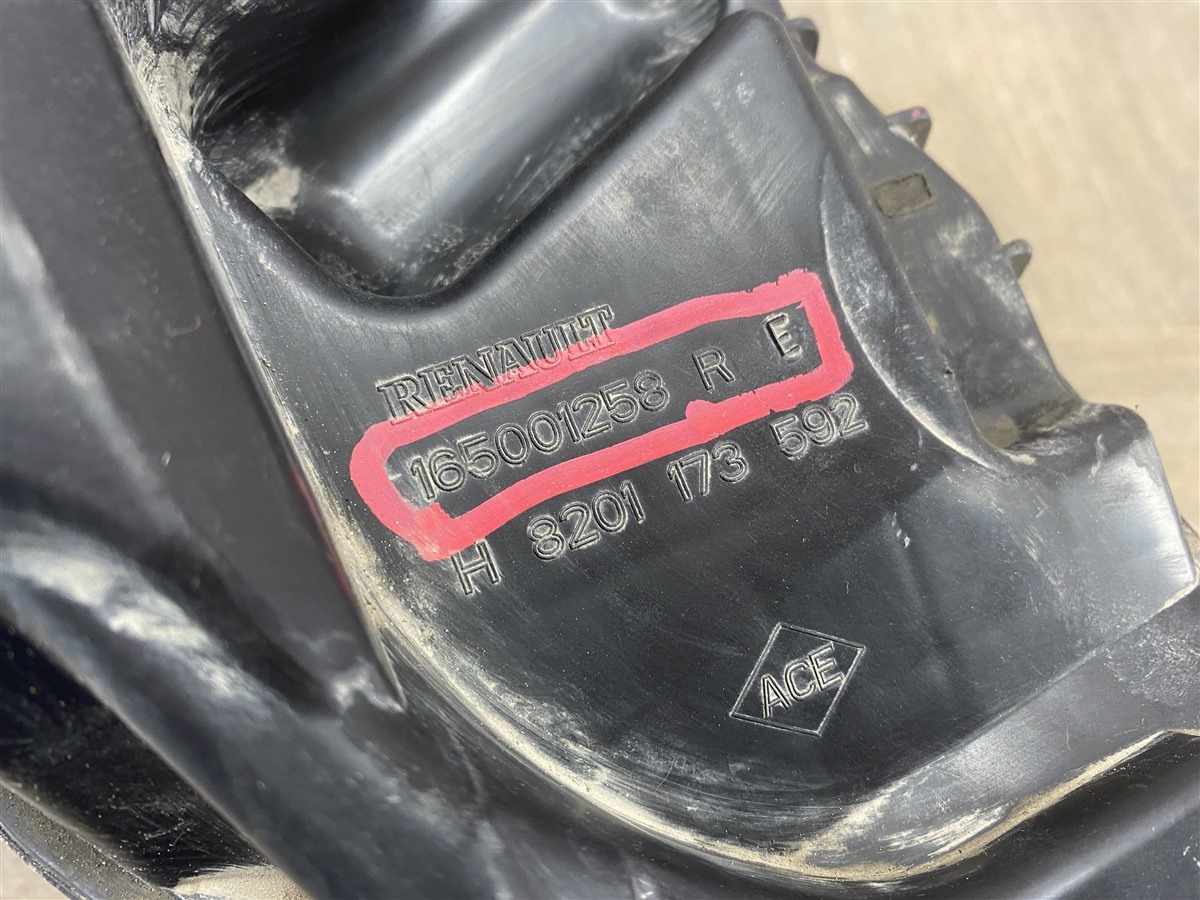 RENAULT
165001258 R E
H 8201 173 592
ACE